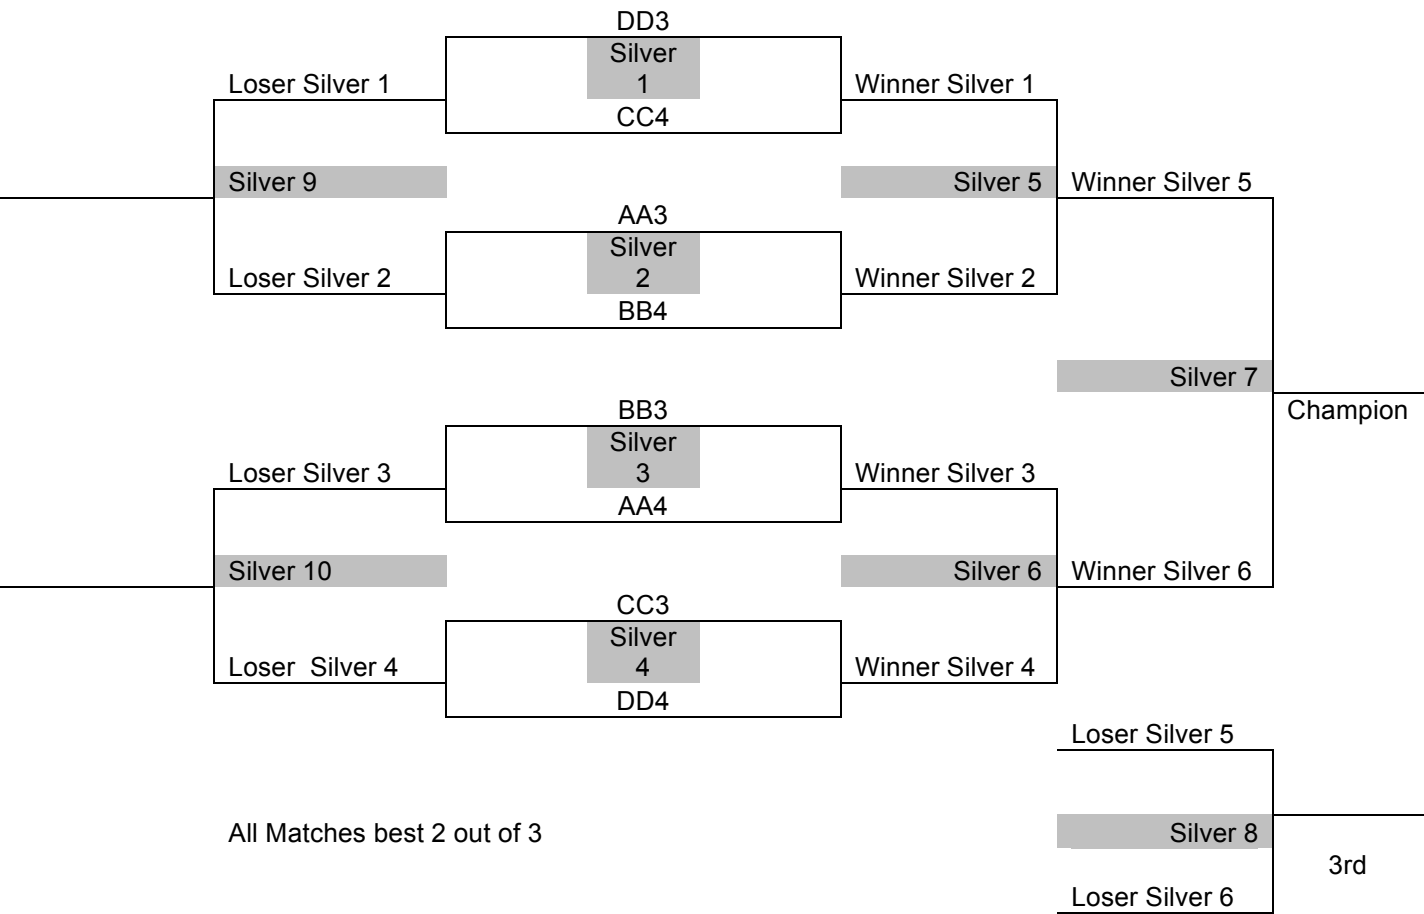 DD3
Silver
Loser Silver 1
1
Winner Silver 1
CC4
Silver 9
Silver 5
Winner Silver 5
AA3
Silver
Loser Silver 2
2
Winner Silver 2
BB4
Silver 7
Champion
BB3
Silver
Loser Silver 3
3
Winner Silver 3
AA4
Silver 10
Silver 6
Winner Silver 6
CC3
Silver
Loser  Silver 4
4
Winner Silver 4
DD4
Loser Silver 5
All Matches best 2 out of 3
Silver 8
3rd
Loser Silver 6